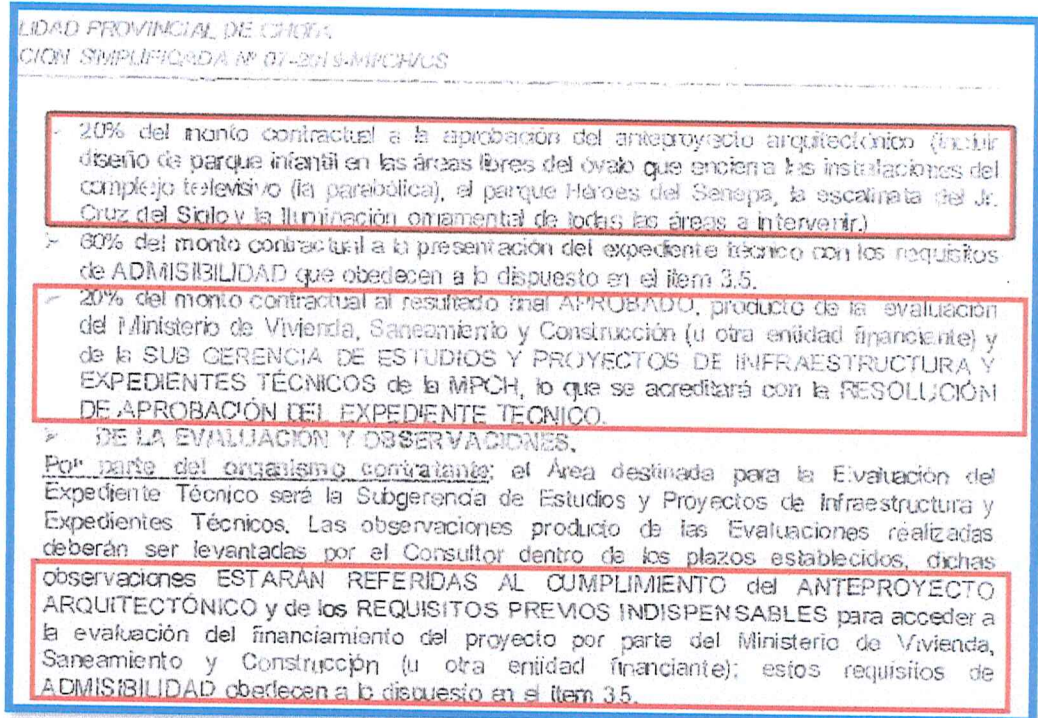 LIDAD PROVINCIAL DE CHOTA
CION SIMPLIFICADA Nº 07-2019-MPCH/CS
➢ 20% del monto contractual a la aprobación del anteproyecto arquitectónico (incluir
diseño de parque infantil en las áreas libres del óvalo que encierra las instalaciones del
complejo televisivo (la parabólica), el parque Héroes del Senepa, la escalinata del Jr.
Cruz del Siglo y la Iluminación ornamental de todas las áreas a intervenir.)
➢ 60% del monto contractual a la presentación del expediente técnico con los requisitos
de ADMISIBILIDAD que obedecen a lo dispuesto en el ítem 3.5.
➢ 20% del monto contractual al resultado final APROBADO, producto de la evaluación
del Ministerio de Vivienda, Saneamiento y Construcción (u otra entidad financiante) y
de la SUB GERENCIA DE ESTUDIOS Y PROYECTOS DE INFRAESTRUCTURA Y
EXPEDIENTES TÉCNICOS de la MPCH, lo que se acreditará con la RESOLUCIÓN
DE APROBACIÓN DEL EXPEDIENTE TECNICO.
➢ DE LA EVALUACIÓN Y OBSERVACIONES.
Por parte del organismo contratante: el Área destinada para la Evaluación del
Expediente Técnico será la Subgerencia de Estudios y Proyectos de Infraestructura y
Expedientes Técnicos. Las observaciones producto de las Evaluaciones realizadas
deberán ser levantadas por el Consultor dentro de los plazos establecidos, dichas
observaciones ESTARÁN REFERIDAS AL CUMPLIMIENTO del ANTEPROYECTO
ARQUITECTÓNICO y de los REQUISITOS PREVIOS INDISPENSABLES para acceder a
la evaluación del financiamiento del proyecto por parte del Ministerio de Vivienda,
Saneamiento y Construcción (u otra entidad financiante); estos requisitos de
ADMISIBILIDAD obedecen a lo dispuesto en el ítem 3.5.